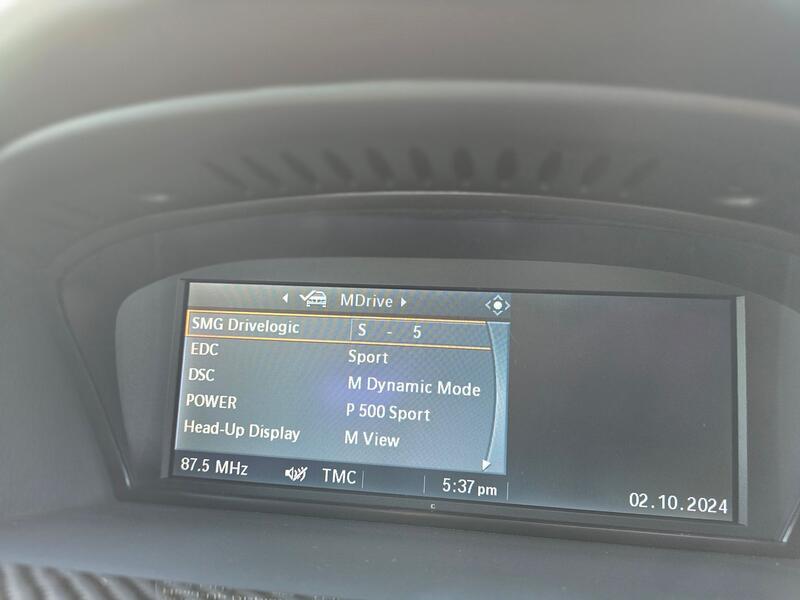 MDrive
SMG Drivelogic S - 5
EDC Sport
DSC M Dynamic Mode
POWER P 500 Sport
Head-Up Display M View
87.5 MHz TMC 5:37 pm
02.10.2024